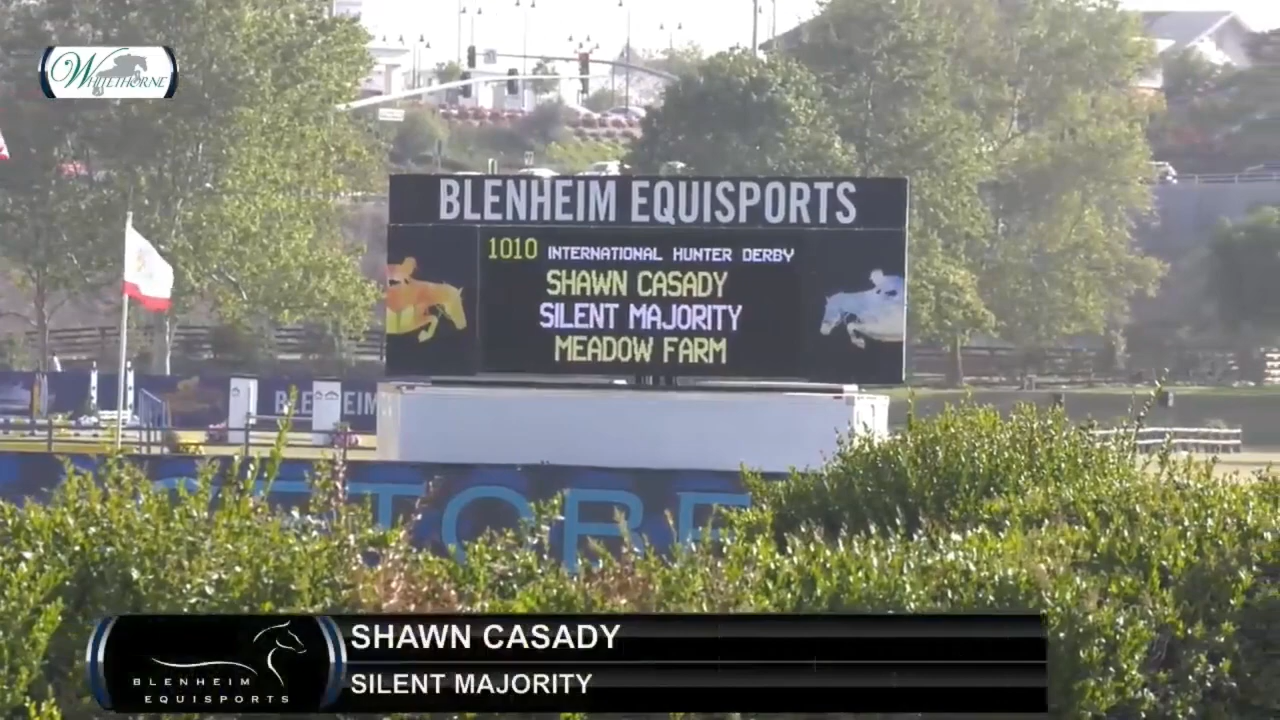 WHITETHORNE
BLENHEIM EQUISPORTS
1010 INTERNATIONAL HUNTER DERBY
SHAWN CASADY
SILENT MAJORITY
MEADOW FARM
SHAWN CASADY
SILENT MAJORITY
BLENHEIM
EQUISPORTS